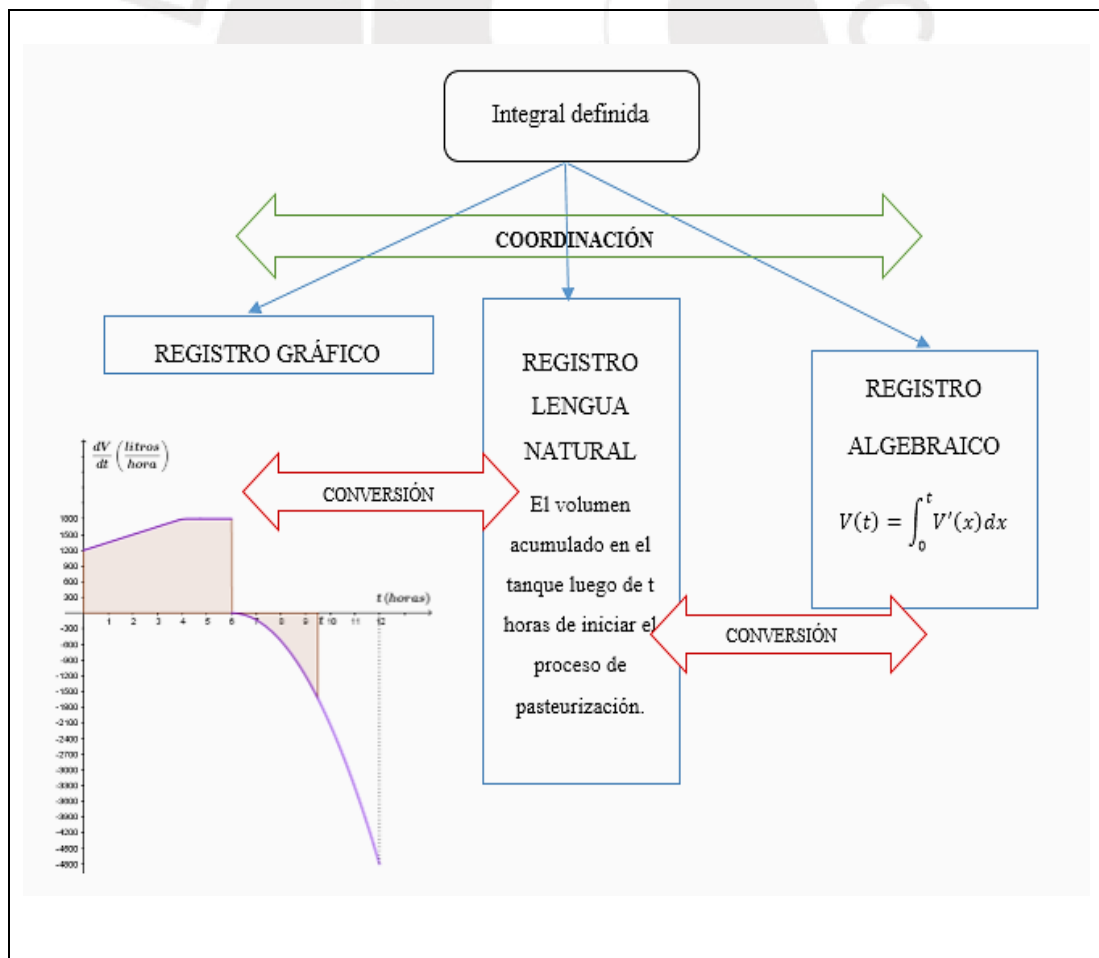 Integral definida
COORDINACIÓN
REGISTRO GRÁFICO
REGISTRO
LENGUA
NATURAL
El volumen
acumulado en el
tanque luego de t
horas de iniciar el
proceso de
pasteurización.
REGISTRO
ALGEBRAICO
V(t) = ∫₀ᵗ V′(x)dx
CONVERSIÓN
CONVERSIÓN
dV/dt (litros/hora)
1800
1500
1200
900
600
300
t (horas)
1 2 3 4 5 6 7 8 9 t 10 11 12
-300
-600
-900
-1200
-1500
-1800
-2100
-2400
-2700
-3000
-3300
-3600
-3900
-4200
-4500
-4800